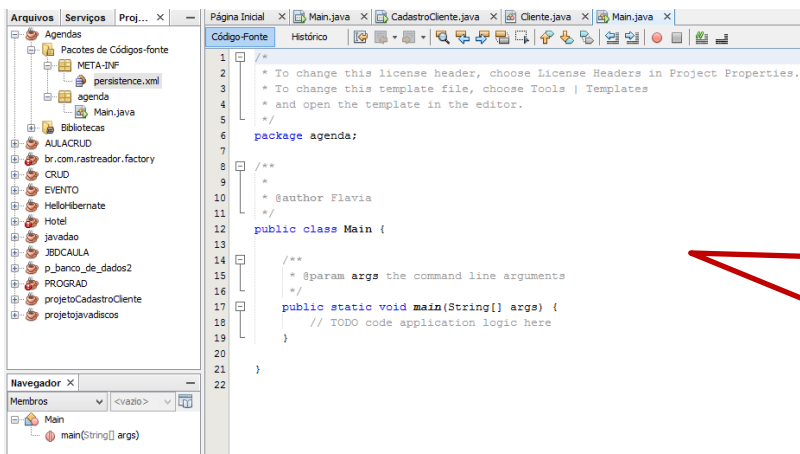 Arquivos Serviços Proj... × —
Agendas
Pacotes de Códigos-fonte
META-INF
persistence.xml
agenda
Main.java
Bibliotecas
AULACRUD
br.com.rastreador.factory
CRUD
EVENTO
HelloHibernate
Hotel
javadao
JBDCAULA
p_banco_de_dados2
PROGRAD
projetoCadastroCliente
projetojavadiscos
Navegador × —
Membros <vazio>
Main
main(String[] args)
Página Inicial × Main.java × CadastroCliente.java × Cliente.java × Main.java ×
Código-Fonte Histórico
1 /*
2 * To change this license header, choose License Headers in Project Properties.
3 * To change this template file, choose Tools | Templates
4 * and open the template in the editor.
5 */
6 package agenda;
7
8 /**
9 *
10 * @author Flavia
11 */
12 public class Main {
13
14 /**
15 * @param args the command line arguments
16 */
17 public static void main(String[] args) {
18 // TODO code application logic here
19 }
20
21 }
22